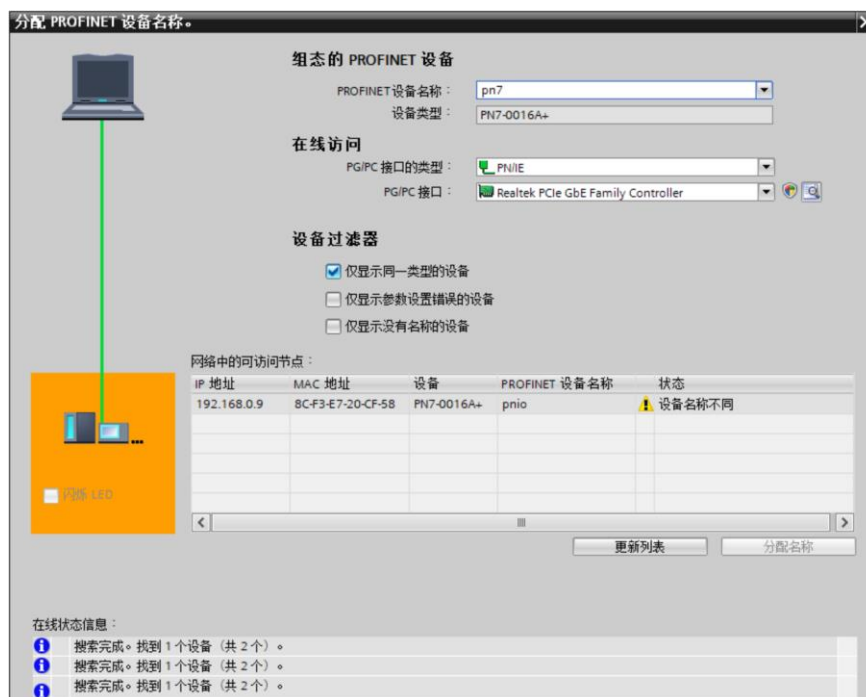 分配 PROFINET 设备名称。
组态的 PROFINET 设备
PROFINET设备名称： pn7
设备类型： PN7-0016A+
在线访问
PG/PC 接口的类型： PN/IE
PG/PC 接口： Realtek PCIe GbE Family Controller
设备过滤器
仅显示同一类型的设备
仅显示参数设置错误的设备
仅显示没有名称的设备
网络中的可访问节点：
IP 地址 MAC 地址 设备 PROFINET 设备名称 状态
192.168.0.9 8C-F3-E7-20-CF-58 PN7-0016A+ pnio 设备名称不同
闪烁 LED
更新列表 分配名称
在线状态信息：
搜索完成。找到 1 个设备（共 2 个）。
搜索完成。找到 1 个设备（共 2 个）。
搜索完成。找到 1 个设备（共 2 个）。